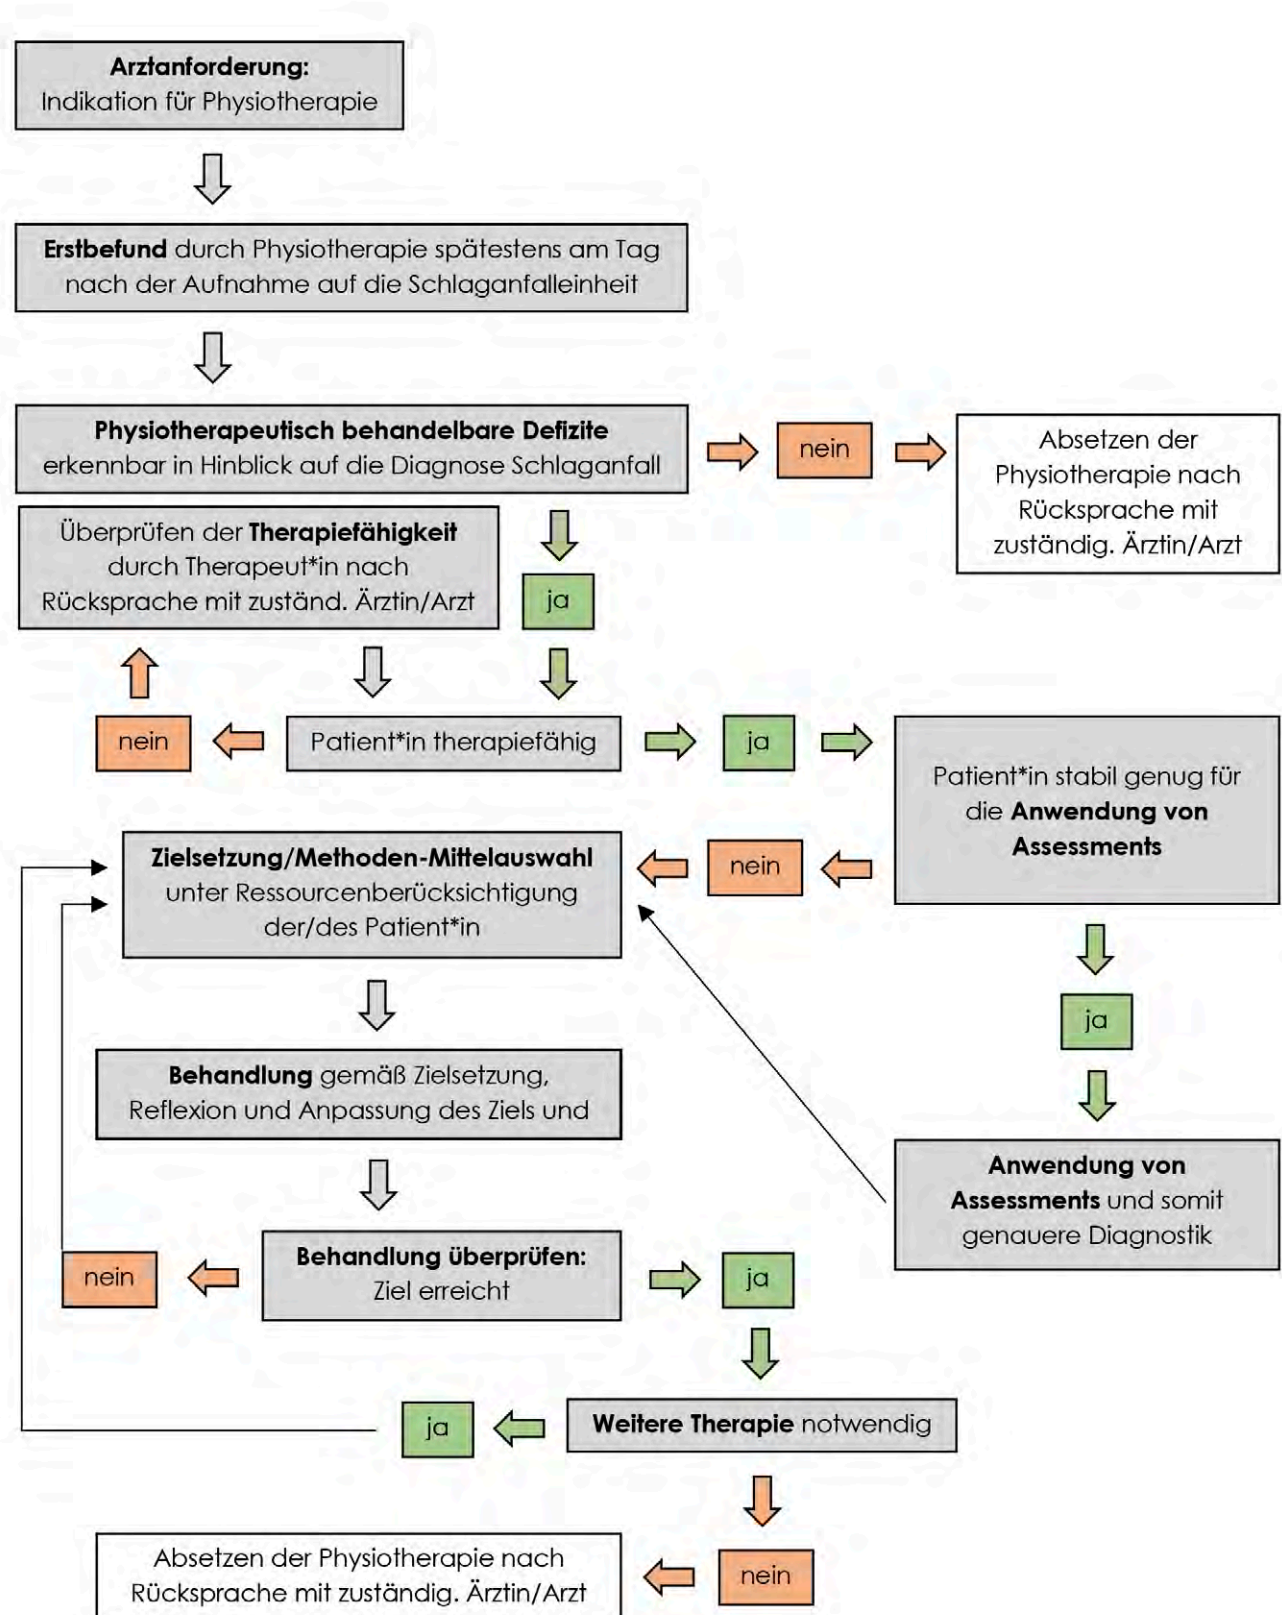 Arztanforderung:
Indikation für Physiotherapie
Erstbefund durch Physiotherapie spätestens am Tag
nach der Aufnahme auf die Schlaganfalleinheit
Physiotherapeutisch behandelbare Defizite
erkennbar in Hinblick auf die Diagnose Schlaganfall
nein
Absetzen der
Physiotherapie nach
Rücksprache mit
zuständig. Ärztin/Arzt
Überprüfen der Therapiefähigkeit
durch Therapeut*in nach
Rücksprache mit zuständ. Ärztin/Arzt
ja
nein
Patient*in therapiefähig
ja
Patient*in stabil genug für
die Anwendung von
Assessments
Zielsetzung/Methoden-Mittelauswahl
unter Ressourcenberücksichtigung
der/des Patient*in
nein
ja
Behandlung gemäß Zielsetzung,
Reflexion und Anpassung des Ziels und
Anwendung von
Assessments und somit
genauere Diagnostik
nein
Behandlung überprüfen:
Ziel erreicht
ja
ja
Weitere Therapie notwendig
Absetzen der Physiotherapie nach
Rücksprache mit zuständig. Ärztin/Arzt
nein